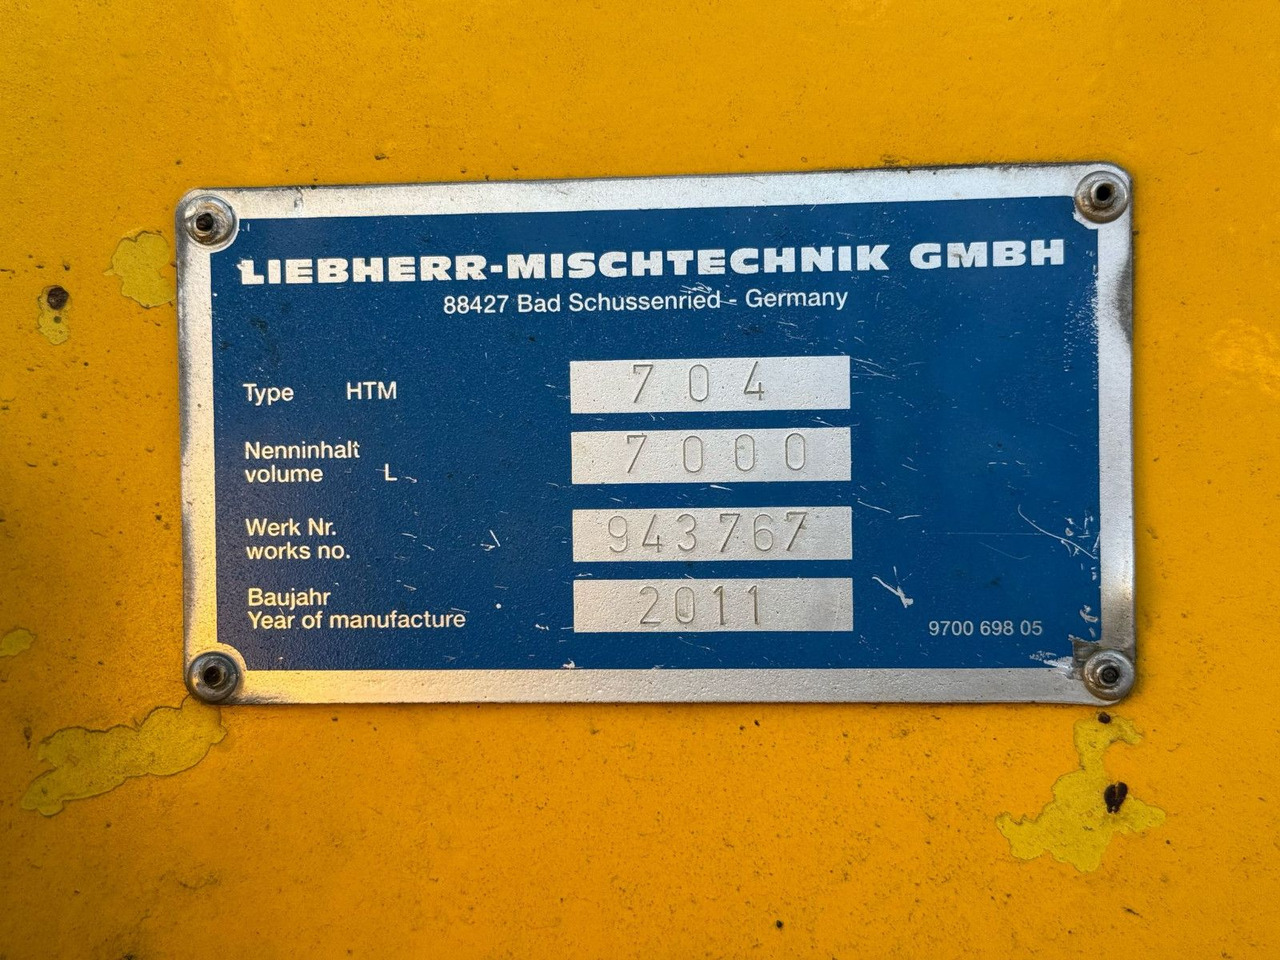 LIEBHERR-MISCHTECHNIK GMBH
88427 Bad Schussenried - Germany
Type HTM 704
Nenninhalt
volume L 7000
Werk Nr.
works no. 943767
Baujahr
Year of manufacture 2011
9700 698 05